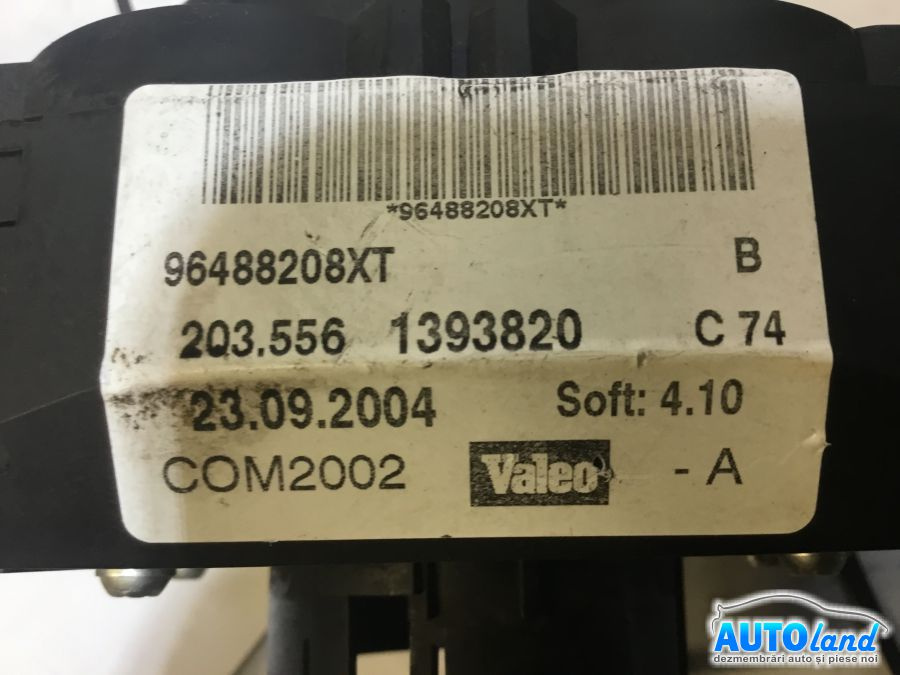 *96488208XT*
96488208XT B
203.556 1393820 C 74
23.09.2004 Soft: 4.10
COM2002 Valeo - A
AUTOland
dezmembrări auto și piese noi